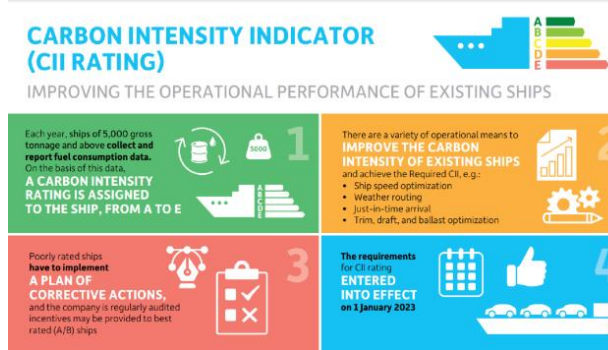 CARBON INTENSITY INDICATOR
(CII RATING)
A
B
C
D
E
IMPROVING THE OPERATIONAL PERFORMANCE OF EXISTING SHIPS
Each year, ships of 5,000 gross
tonnage and above collect and
report fuel consumption data.
On the basis of this data,
A CARBON INTENSITY
RATING IS ASSIGNED
TO THE SHIP, FROM A TO E
5000
1
A
B
C
D
E
There are a variety of operational means to
IMPROVE THE CARBON
INTENSITY OF EXISTING SHIPS
and achieve the Required CII, e.g.:
• Ship speed optimization
• Weather routing
• Just-in-time arrival
• Trim, draft, and ballast optimization
2
Poorly rated ships
have to implement
A PLAN OF
CORRECTIVE ACTIONS,
and the company is regularly audited
incentives may be provided to best
rated (A/B) ships
3
The requirements
for CII rating
ENTERED
INTO EFFECT
on 1 January 2023
4